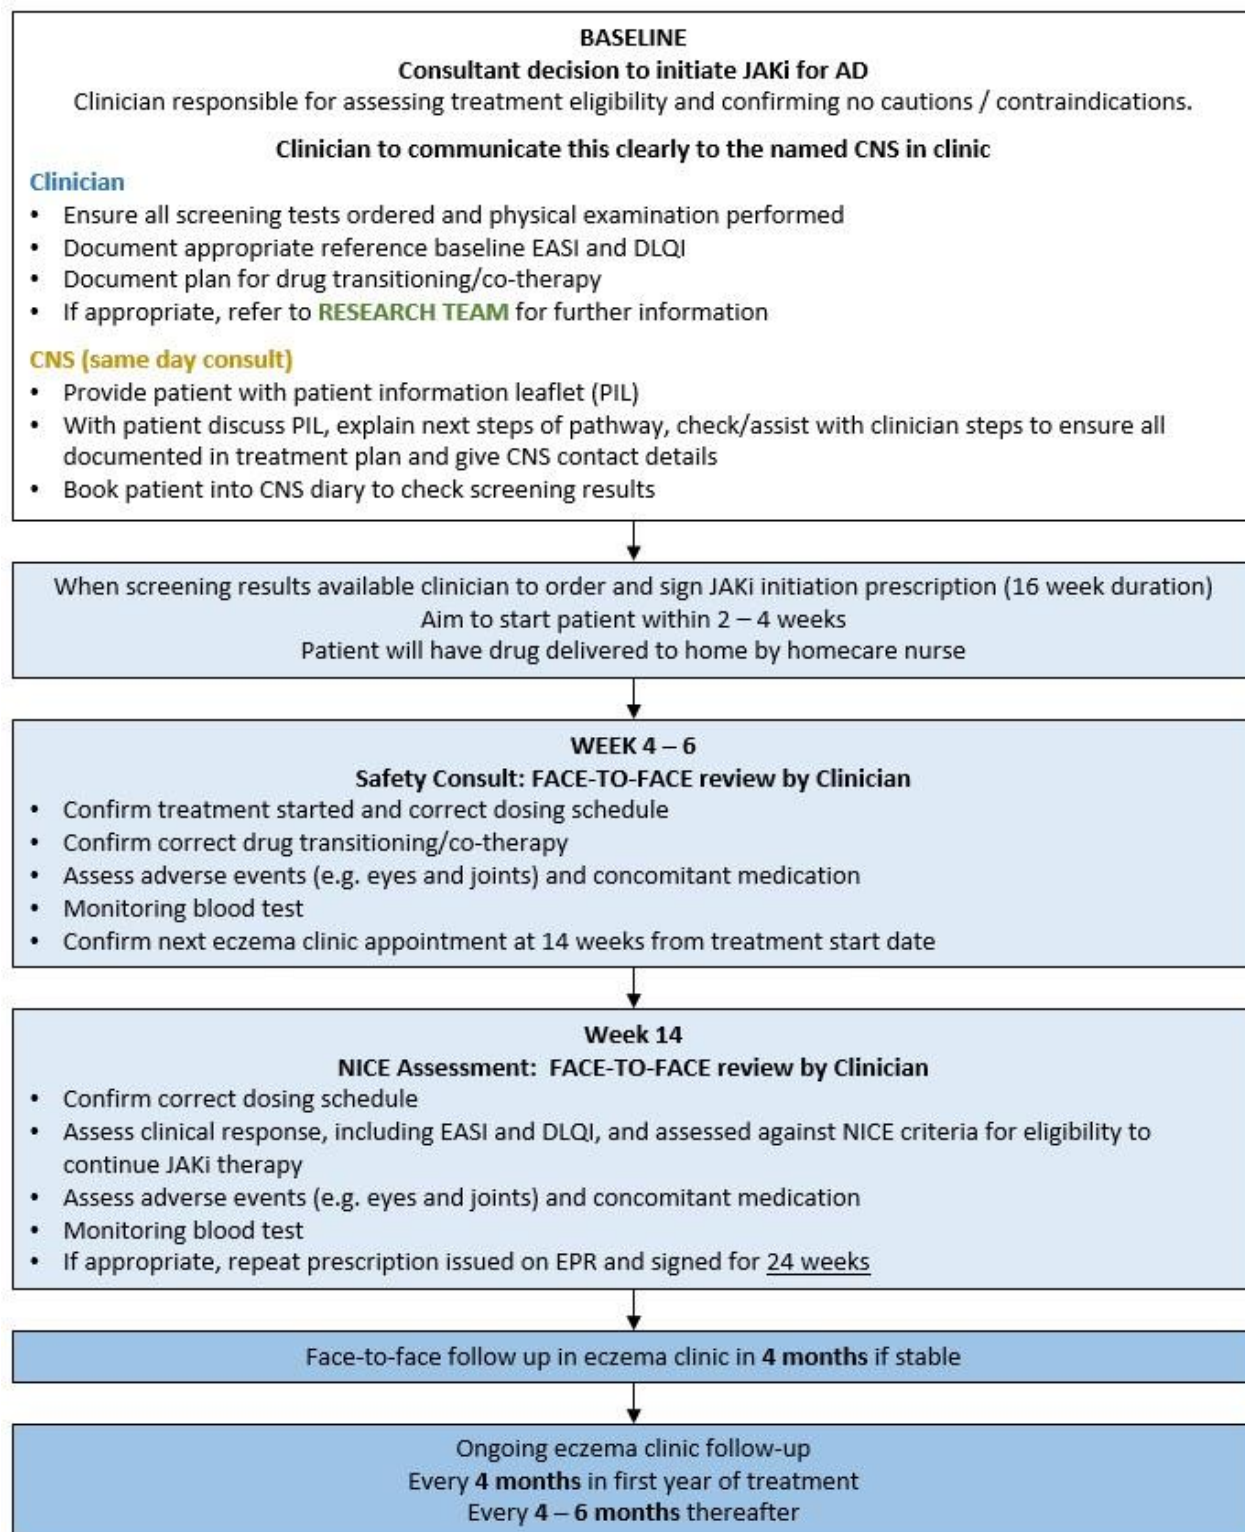 BASELINE
Consultant decision to initiate JAKi for AD
Clinician responsible for assessing treatment eligibility and confirming no cautions / contraindications.
Clinician to communicate this clearly to the named CNS in clinic
Clinician
• Ensure all screening tests ordered and physical examination performed
• Document appropriate reference baseline EASI and DLQI
• Document plan for drug transitioning/co-therapy
• If appropriate, refer to RESEARCH TEAM for further information
CNS (same day consult)
• Provide patient with patient information leaflet (PIL)
• With patient discuss PIL, explain next steps of pathway, check/assist with clinician steps to ensure all
documented in treatment plan and give CNS contact details
• Book patient into CNS diary to check screening results
When screening results available clinician to order and sign JAKi initiation prescription (16 week duration)
Aim to start patient within 2 – 4 weeks
Patient will have drug delivered to home by homecare nurse
WEEK 4 – 6
Safety Consult: FACE-TO-FACE review by Clinician
• Confirm treatment started and correct dosing schedule
• Confirm correct drug transitioning/co-therapy
• Assess adverse events (e.g. eyes and joints) and concomitant medication
• Monitoring blood test
• Confirm next eczema clinic appointment at 14 weeks from treatment start date
Week 14
NICE Assessment: FACE-TO-FACE review by Clinician
• Confirm correct dosing schedule
• Assess clinical response, including EASI and DLQI, and assessed against NICE criteria for eligibility to
continue JAKi therapy
• Assess adverse events (e.g. eyes and joints) and concomitant medication
• Monitoring blood test
• If appropriate, repeat prescription issued on EPR and signed for 24 weeks
Face-to-face follow up in eczema clinic in 4 months if stable
Ongoing eczema clinic follow-up
Every 4 months in first year of treatment
Every 4 – 6 months thereafter